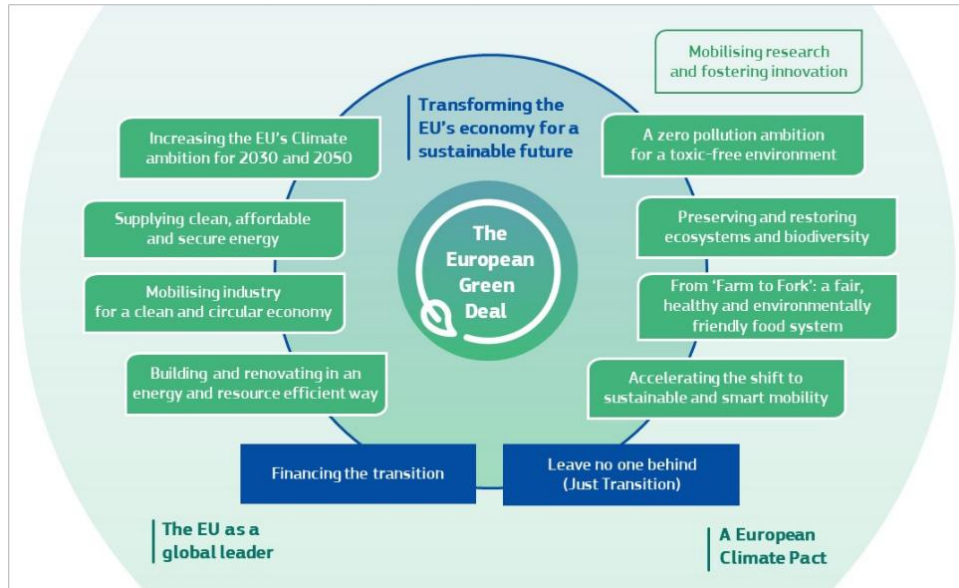 Mobilising research
and fostering innovation
Transforming the
EU's economy for a
sustainable future
Increasing the EU's Climate
ambition for 2030 and 2050
Supplying clean, affordable
and secure energy
Mobilising industry
for a clean and circular economy
Building and renovating in an
energy and resource efficient way
The
European
Green
Deal
A zero pollution ambition
for a toxic-free environment
Preserving and restoring
ecosystems and biodiversity
From 'Farm to Fork': a fair,
healthy and environmentally
friendly food system
Accelerating the shift to
sustainable and smart mobility
Financing the transition
Leave no one behind
(Just Transition)
The EU as a
global leader
A European
Climate Pact